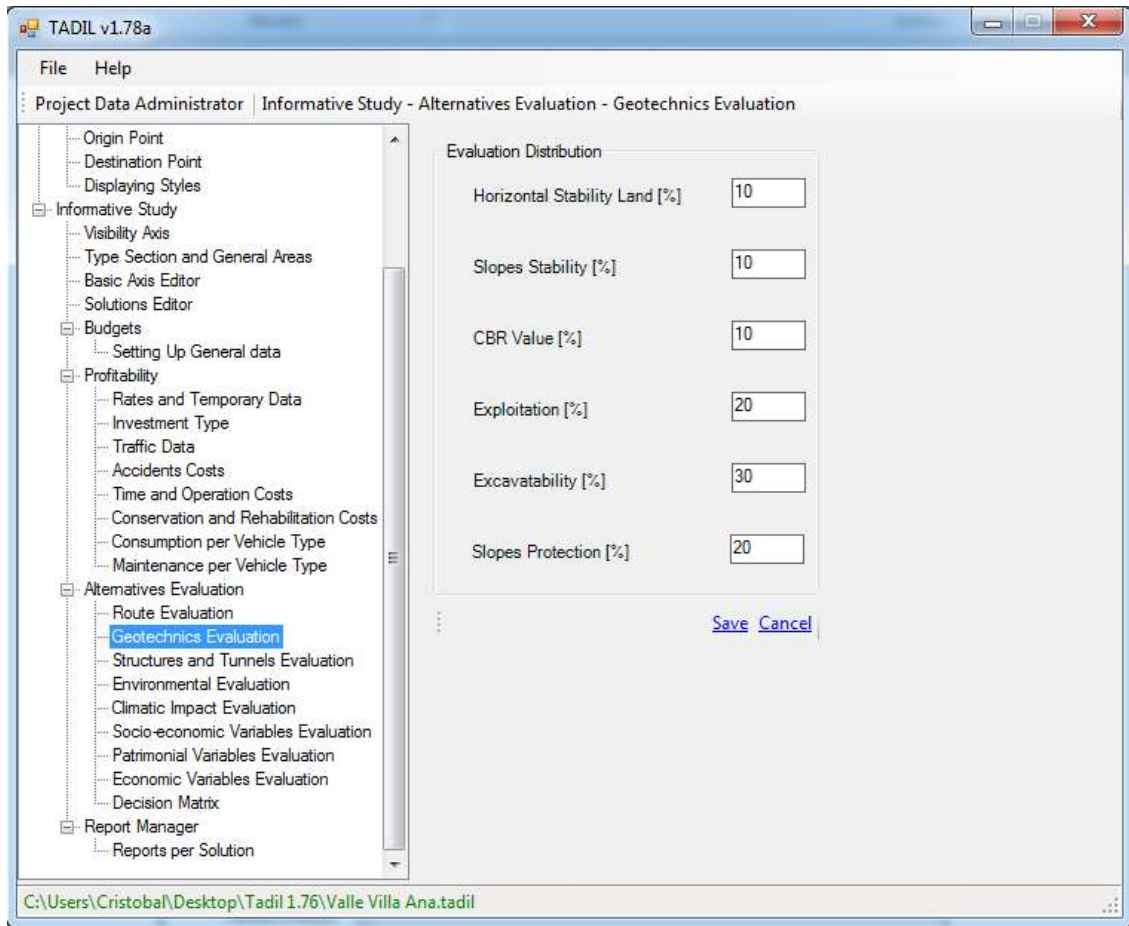 TADIL v1.78a
File Help
Project Data Administrator Informative Study - Alternatives Evaluation - Geotechnics Evaluation
Origin Point
Destination Point
Displaying Styles
Informative Study
Visibility Axis
Type Section and General Areas
Basic Axis Editor
Solutions Editor
Budgets
Setting Up General data
Profitability
Rates and Temporary Data
Investment Type
Traffic Data
Accidents Costs
Time and Operation Costs
Conservation and Rehabilitation Costs
Consumption per Vehicle Type
Maintenance per Vehicle Type
Alternatives Evaluation
Route Evaluation
Geotechnics Evaluation
Structures and Tunnels Evaluation
Environmental Evaluation
Climatic Impact Evaluation
Socio-economic Variables Evaluation
Patrimonial Variables Evaluation
Economic Variables Evaluation
Decision Matrix
Report Manager
Reports per Solution
Evaluation Distribution
Horizontal Stability Land [%] 10
Slopes Stability [%] 10
CBR Value [%] 10
Exploitation [%] 20
Excavatability [%] 30
Slopes Protection [%] 20
Save Cancel
C:\Users\Cristobal\Desktop\Tadil 1.76\Valle Villa Ana.tadil